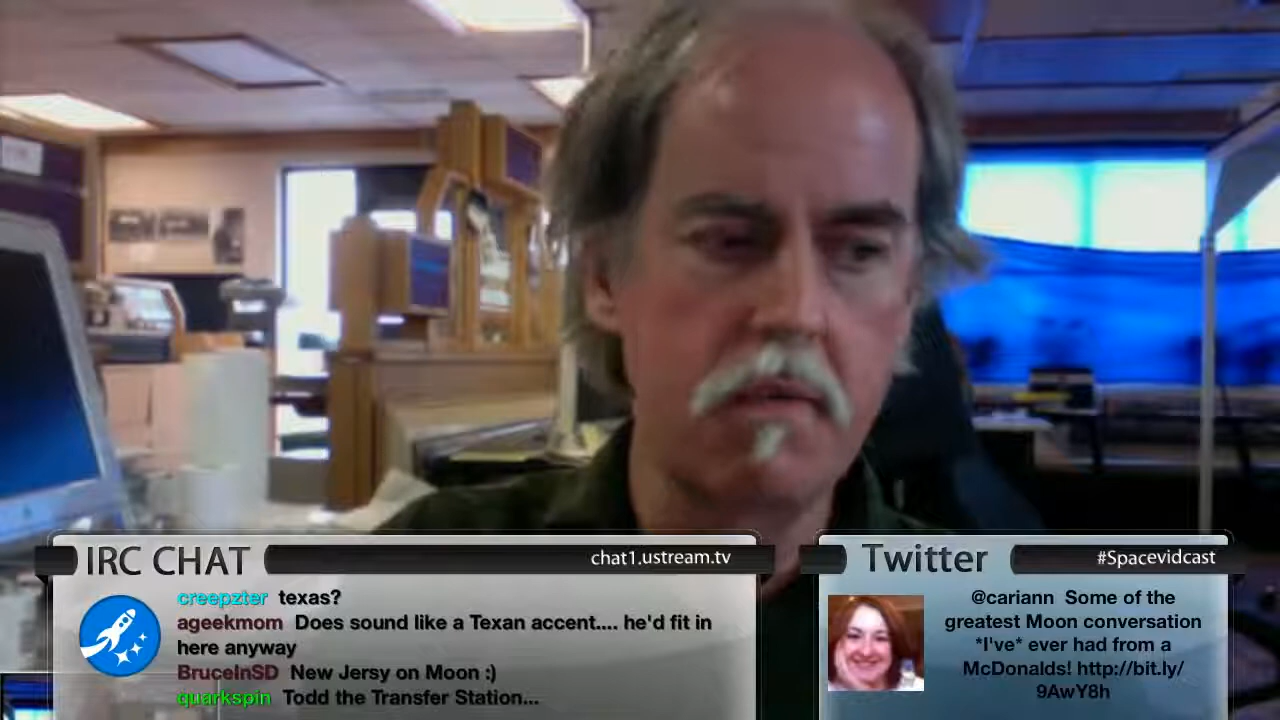 IRC CHAT
chat1.ustream.tv
creepzter texas?
ageekmom Does sound like a Texan accent.... he'd fit in
here anyway
BruceInSD New Jersy on Moon :)
quarkspin Todd the Transfer Station...
Twitter
#Spacevidcast
@cariann Some of the
greatest Moon conversation
*I've* ever had from a
McDonalds! http://bit.ly/
9AwY8h